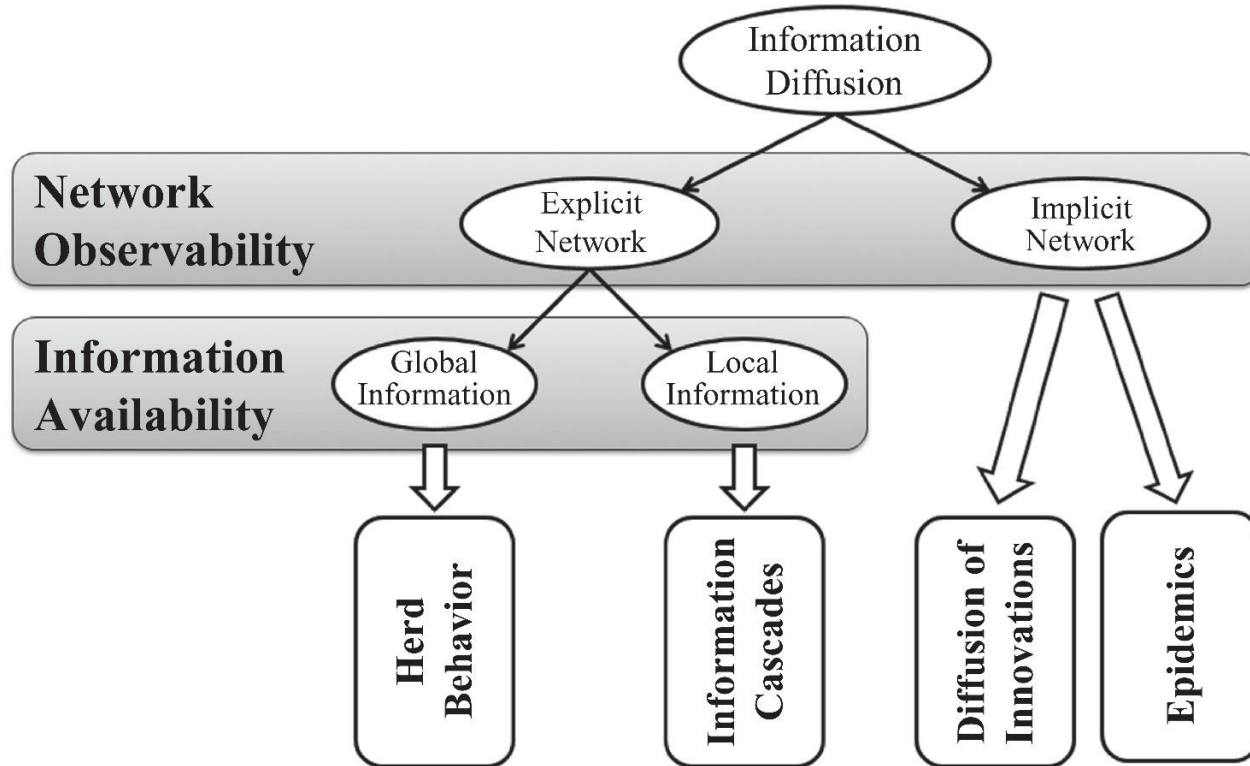 Information
Diffusion
Network
Observability
Explicit
Network
Implicit
Network
Information
Availability
Global
Information
Local
Information
Herd
Behavior
Information
Cascades
Diffusion of
Innovations
Epidemics